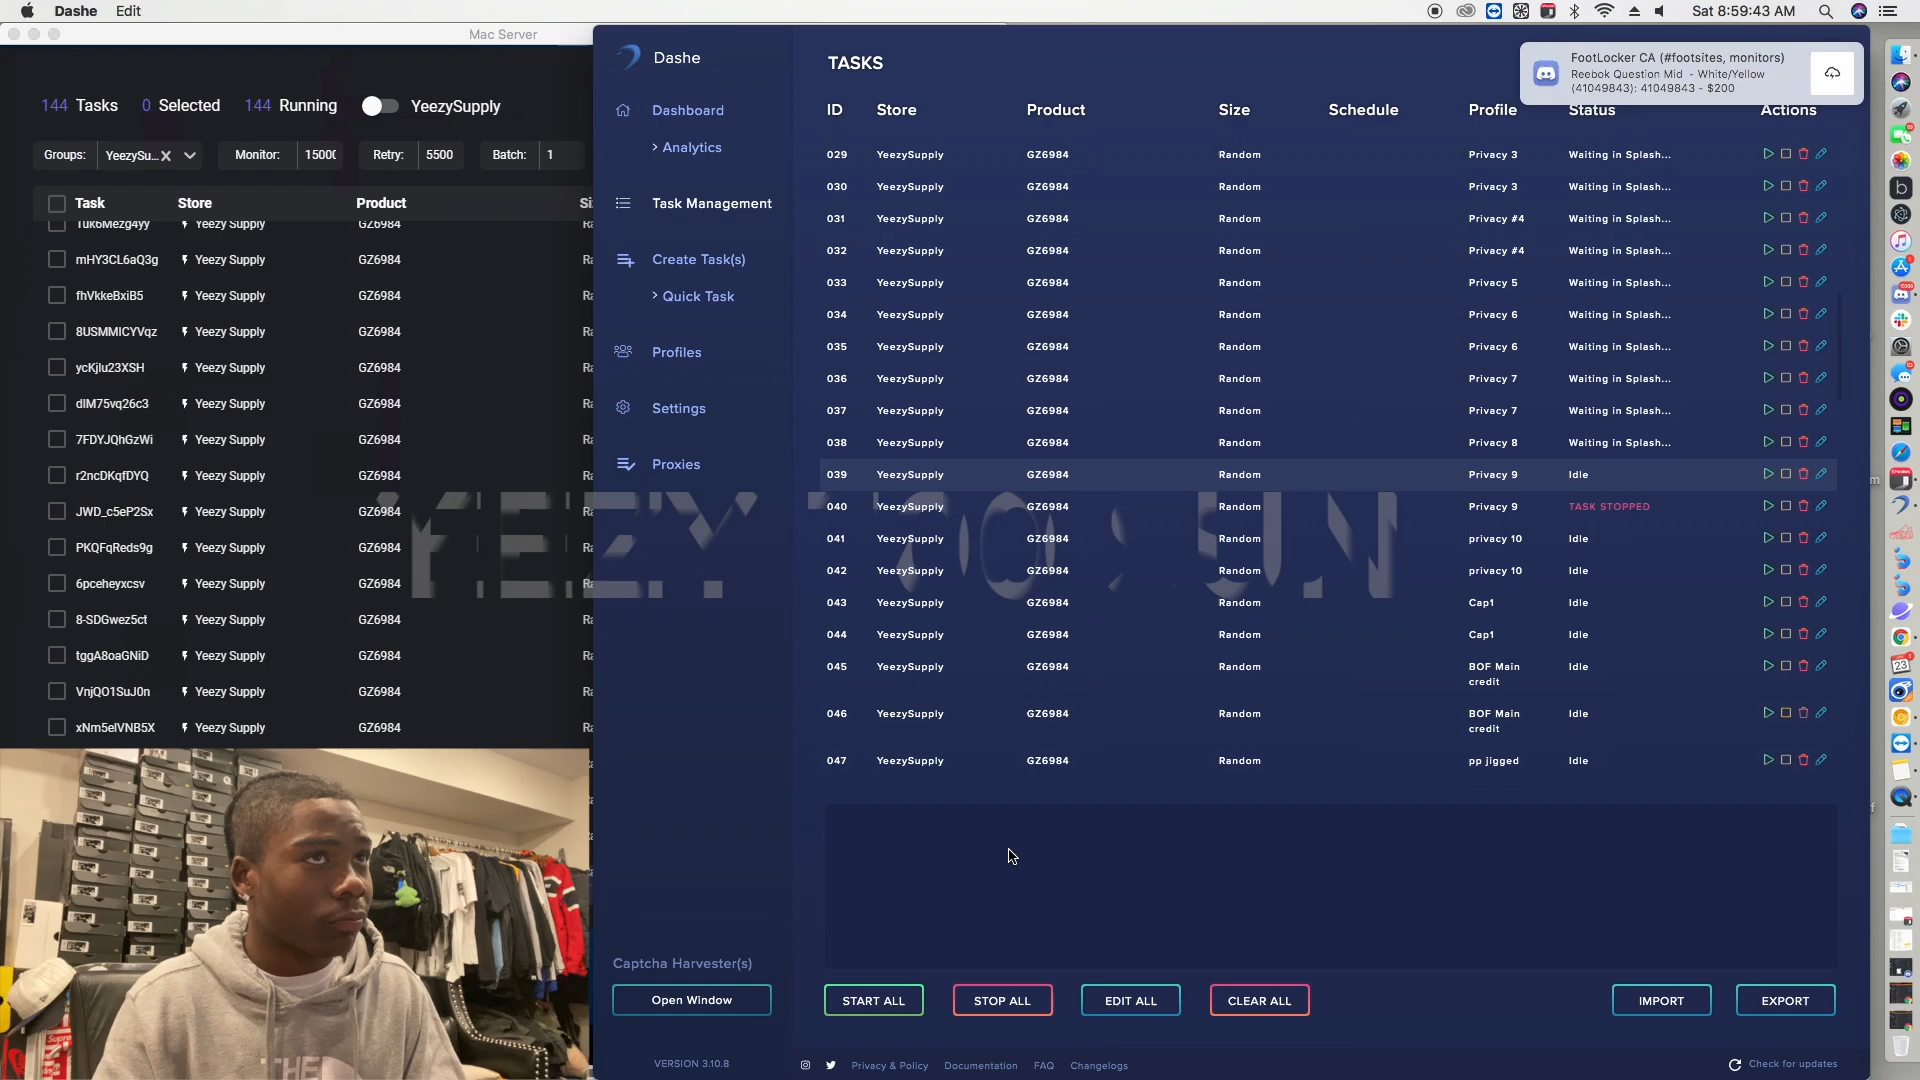 Dashe Edit
Sat 8:59:43 AM
Mac Server
144 Tasks 0 Selected 144 Running YeezySupply
Groups: YeezySu... Monitor: 1500 Retry: 5500 Batch: 1
Task Store Product
1uk6Mezg4yy Yeezy Supply GZ6984
mHY3CL6aQ3g Yeezy Supply GZ6984
fhVkkeBxiB5 Yeezy Supply GZ6984
8USMMlCYVqz Yeezy Supply GZ6984
ycKjlu23XSH Yeezy Supply GZ6984
dlM75vq26c3 Yeezy Supply GZ6984
7FDYJQhGzWi Yeezy Supply GZ6984
r2ncDKqfDYQ Yeezy Supply GZ6984
JWD_c5eP2Sx Yeezy Supply GZ6984
PKQFqReds9g Yeezy Supply GZ6984
6pceheyxcsv Yeezy Supply GZ6984
8-SDGwez5ct Yeezy Supply GZ6984
tggA8oaGNiD Yeezy Supply GZ6984
VnjQO1SuJ0n Yeezy Supply GZ6984
xNm5elVNB5X Yeezy Supply GZ6984
Dashe
Dashboard
> Analytics
Task Management
Create Task(s)
> Quick Task
Profiles
Settings
Proxies
Captcha Harvester(s)
Open Window
VERSION 3.10.8
TASKS
FootLocker CA (#footsites, monitors)
Reebok Question Mid - White/Yellow
(41049843): 41049843 - $200
ID Store Product Size Schedule Profile Status Actions
029 YeezySupply GZ6984 Random Privacy 3 Waiting in Splash...
030 YeezySupply GZ6984 Random Privacy 3 Waiting in Splash...
031 YeezySupply GZ6984 Random Privacy #4 Waiting in Splash...
032 YeezySupply GZ6984 Random Privacy #4 Waiting in Splash...
033 YeezySupply GZ6984 Random Privacy 5 Waiting in Splash...
034 YeezySupply GZ6984 Random Privacy 6 Waiting in Splash...
035 YeezySupply GZ6984 Random Privacy 6 Waiting in Splash...
036 YeezySupply GZ6984 Random Privacy 7 Waiting in Splash...
037 YeezySupply GZ6984 Random Privacy 7 Waiting in Splash...
038 YeezySupply GZ6984 Random Privacy 8 Waiting in Splash...
039 YeezySupply GZ6984 Random Privacy 9 Idle
040 YeezySupply GZ6984 Random Privacy 9 TASK STOPPED
041 YeezySupply GZ6984 Random privacy 10 Idle
042 YeezySupply GZ6984 Random privacy 10 Idle
043 YeezySupply GZ6984 Random Cap1 Idle
044 YeezySupply GZ6984 Random Cap1 Idle
045 YeezySupply GZ6984 Random BOF Main Idle
credit
046 YeezySupply GZ6984 Random BOF Main Idle
credit
047 YeezySupply GZ6984 Random pp jigged Idle
START ALL STOP ALL EDIT ALL CLEAR ALL IMPORT EXPORT
Privacy & Policy Documentation FAQ Changelogs Check for updates
YEEZY
THE